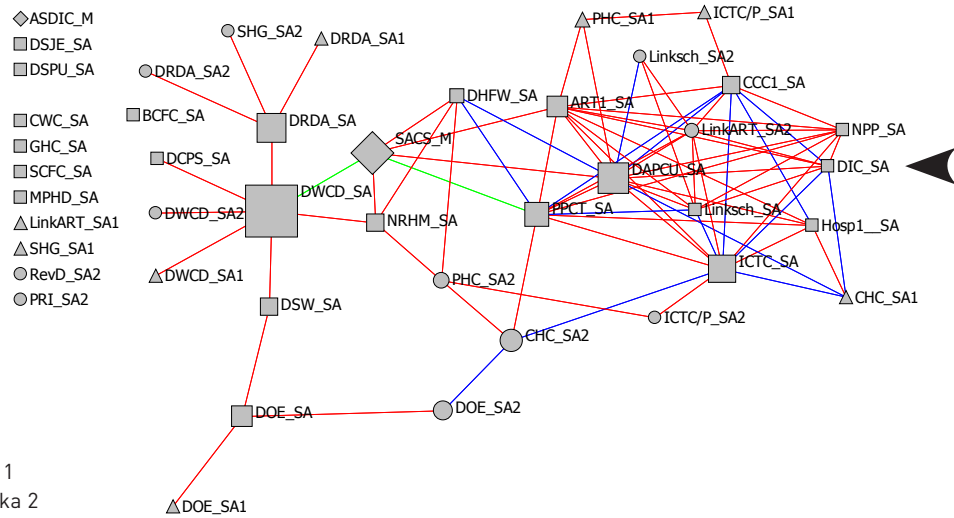 ASDIC_M
DSJE_SA
DSPU_SA
CWC_SA
GHC_SA
SCFC_SA
MPHD_SA
LinkART_SA1
SHG_SA1
RevD_SA2
PRI_SA2
SHG_SA2
DRDA_SA1
DRDA_SA2
BCFC_SA
DRDA_SA
DCPS_SA
DWCD_SA
DWCD_SA2
DWCD_SA1
DSW_SA
DOE_SA
DOE_SA1
DOE_SA2
SACS_M
NRHM_SA
DHFW_SA
PHC_SA2
CHC_SA2
ICTC/P_SA2
PHC_SA1
ICTC/P_SA1
Linksch_SA2
CCC1_SA
ART1_SA
LinkART_SA2
NPP_SA
DIC_SA
DAPCU_SA
PPCT_SA
Linksch_SA
Hosp1__SA
ICTC_SA
CHC_SA1
1
ka 2